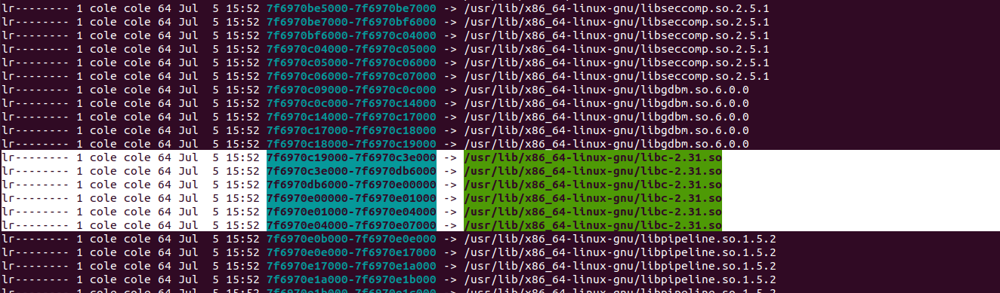 lr-------- 1 cole cole 64 Jul  5 15:52 7f6970be5000-7f6970be7000 -> /usr/lib/x86_64-linux-gnu/libseccomp.so.2.5.1
lr-------- 1 cole cole 64 Jul  5 15:52 7f6970be7000-7f6970bf6000 -> /usr/lib/x86_64-linux-gnu/libseccomp.so.2.5.1
lr-------- 1 cole cole 64 Jul  5 15:52 7f6970bf6000-7f6970c04000 -> /usr/lib/x86_64-linux-gnu/libseccomp.so.2.5.1
lr-------- 1 cole cole 64 Jul  5 15:52 7f6970c04000-7f6970c05000 -> /usr/lib/x86_64-linux-gnu/libseccomp.so.2.5.1
lr-------- 1 cole cole 64 Jul  5 15:52 7f6970c05000-7f6970c06000 -> /usr/lib/x86_64-linux-gnu/libseccomp.so.2.5.1
lr-------- 1 cole cole 64 Jul  5 15:52 7f6970c06000-7f6970c07000 -> /usr/lib/x86_64-linux-gnu/libseccomp.so.2.5.1
lr-------- 1 cole cole 64 Jul  5 15:52 7f6970c09000-7f6970c0c000 -> /usr/lib/x86_64-linux-gnu/libgdbm.so.6.0.0
lr-------- 1 cole cole 64 Jul  5 15:52 7f6970c0c000-7f6970c14000 -> /usr/lib/x86_64-linux-gnu/libgdbm.so.6.0.0
lr-------- 1 cole cole 64 Jul  5 15:52 7f6970c14000-7f6970c17000 -> /usr/lib/x86_64-linux-gnu/libgdbm.so.6.0.0
lr-------- 1 cole cole 64 Jul  5 15:52 7f6970c17000-7f6970c18000 -> /usr/lib/x86_64-linux-gnu/libgdbm.so.6.0.0
lr-------- 1 cole cole 64 Jul  5 15:52 7f6970c18000-7f6970c19000 -> /usr/lib/x86_64-linux-gnu/libgdbm.so.6.0.0
lr-------- 1 cole cole 64 Jul  5 15:52 7f6970c19000-7f6970c3e000 -> /usr/lib/x86_64-linux-gnu/libc-2.31.so
lr-------- 1 cole cole 64 Jul  5 15:52 7f6970c3e000-7f6970db6000 -> /usr/lib/x86_64-linux-gnu/libc-2.31.so
lr-------- 1 cole cole 64 Jul  5 15:52 7f6970db6000-7f6970e00000 -> /usr/lib/x86_64-linux-gnu/libc-2.31.so
lr-------- 1 cole cole 64 Jul  5 15:52 7f6970e00000-7f6970e01000 -> /usr/lib/x86_64-linux-gnu/libc-2.31.so
lr-------- 1 cole cole 64 Jul  5 15:52 7f6970e01000-7f6970e04000 -> /usr/lib/x86_64-linux-gnu/libc-2.31.so
lr-------- 1 cole cole 64 Jul  5 15:52 7f6970e04000-7f6970e07000 -> /usr/lib/x86_64-linux-gnu/libc-2.31.so
lr-------- 1 cole cole 64 Jul  5 15:52 7f6970e0b000-7f6970e0e000 -> /usr/lib/x86_64-linux-gnu/libpipeline.so.1.5.2
lr-------- 1 cole cole 64 Jul  5 15:52 7f6970e0e000-7f6970e17000 -> /usr/lib/x86_64-linux-gnu/libpipeline.so.1.5.2
lr-------- 1 cole cole 64 Jul  5 15:52 7f6970e17000-7f6970e1a000 -> /usr/lib/x86_64-linux-gnu/libpipeline.so.1.5.2
lr-------- 1 cole cole 64 Jul  5 15:52 7f6970e1a000-7f6970e1b000 -> /usr/lib/x86_64-linux-gnu/libpipeline.so.1.5.2
lr-------- 1 cole cole 64 Jul  5 15:52 7f6970e1b000-7f6970e1c000 -> /usr/lib/x86_64-linux-gnu/libpipeline.so.1.5.2